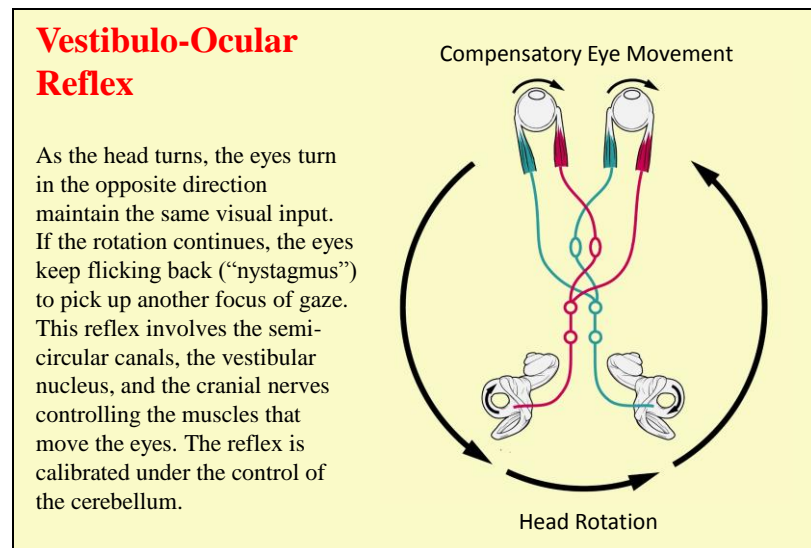 Vestibulo-Ocular
Reflex
As the head turns, the eyes turn
in the opposite direction
maintain the same visual input.
If the rotation continues, the eyes
keep flicking back (“nystagmus”)
to pick up another focus of gaze.
This reflex involves the semi-
circular canals, the vestibular
nucleus, and the cranial nerves
controlling the muscles that
move the eyes. The reflex is
calibrated under the control of
the cerebellum.
Compensatory Eye Movement
Head Rotation